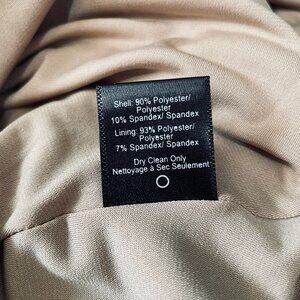 Shell: 90% Polyester/
Polyester
10% Spandex/ Spandex
Lining: 93% Polyester/
Polyester
7% Spandex/ Spandex
Dry Clean Only
Nettoyage à Sec Seulement